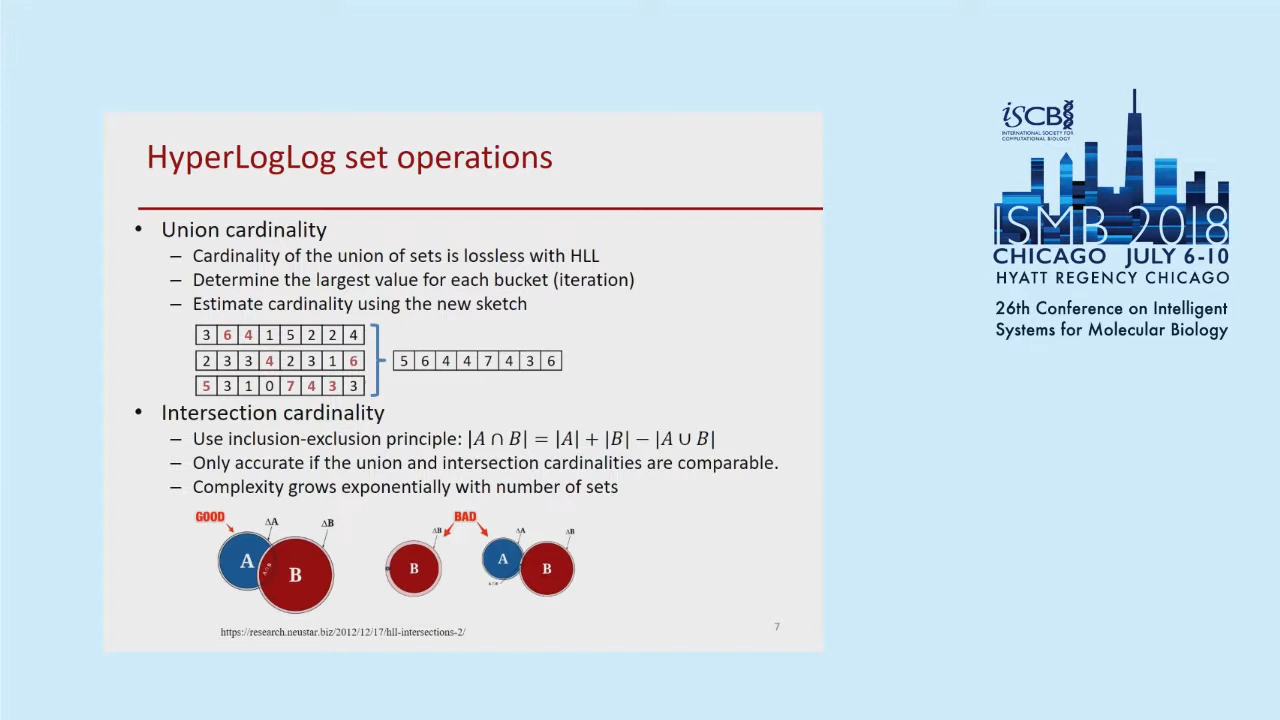 HyperLogLog set operations
• Union cardinality
– Cardinality of the union of sets is lossless with HLL
– Determine the largest value for each bucket (iteration)
– Estimate cardinality using the new sketch
3 6 4 1 5 2 2 4
2 3 3 4 2 3 1 6
5 6 4 4 7 4 3 6
5 3 1 0 7 4 3 3
• Intersection cardinality
– Use inclusion-exclusion principle: |A ∩ B| = |A| + |B| − |A ∪ B|
– Only accurate if the union and intersection cardinalities are comparable.
– Complexity grows exponentially with number of sets
GOOD ΔA ΔB
A B
BAD
ΔB ΔA ΔB
B A B
https://research.neustar.biz/2012/12/17/hll-intersections-2/
7
iSCB
INTERNATIONAL SOCIETY FOR
COMPUTATIONAL BIOLOGY
ISMB 2018
CHICAGO JULY 6-10
HYATT REGENCY CHICAGO
26th Conference on Intelligent
Systems for Molecular Biology